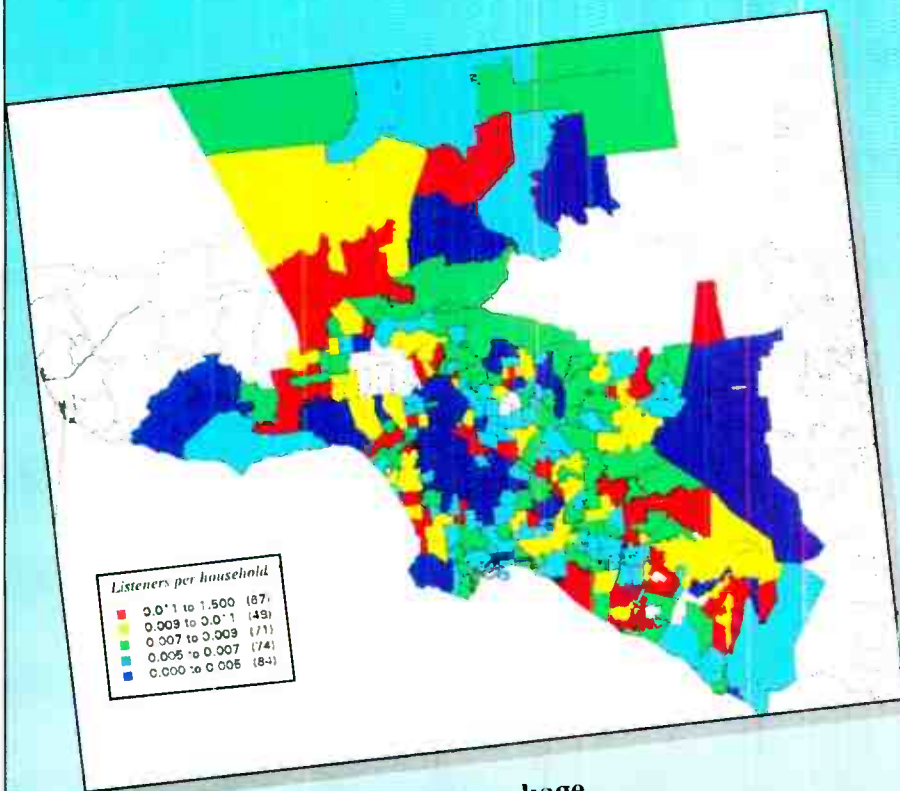 Listeners per household
0.011 to 1.500 (67)
0.009 to 0.011 (49)
0.007 to 0.009 (71)
0.005 to 0.007 (74)
0.000 to 0.005 (84)